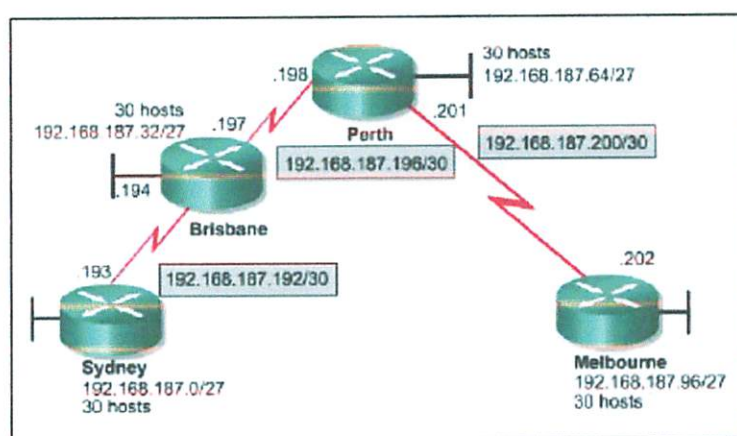 .198
30 hosts
192.168.187.64/27
30 hosts
192.168.187.32/27
.197
.201
Perth
192.168.187.196/30
192.168.187.200/30
.194
Brisbane
.193
192.168.187.192/30
.202
Sydney
192.168.187.0/27
30 hosts
Melbourne
192.168.187.96/27
30 hosts